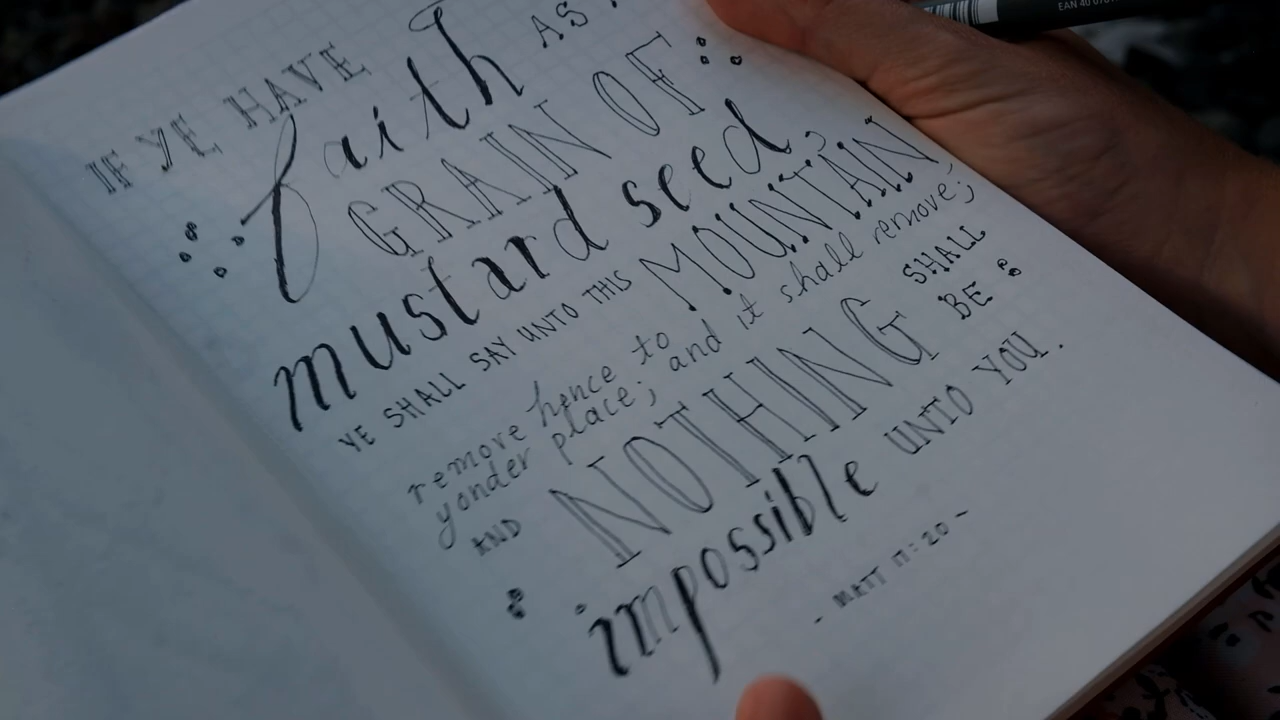 IF YE HAVE
faith AS
GRAIN OF
mustard seed,
YE SHALL SAY UNTO THIS MOUNTAIN
remove hence to
yonder place; and it shall remove;
AND NOTHING SHALL BE
impossible UNTO YOU.
- MATT 17:20 -